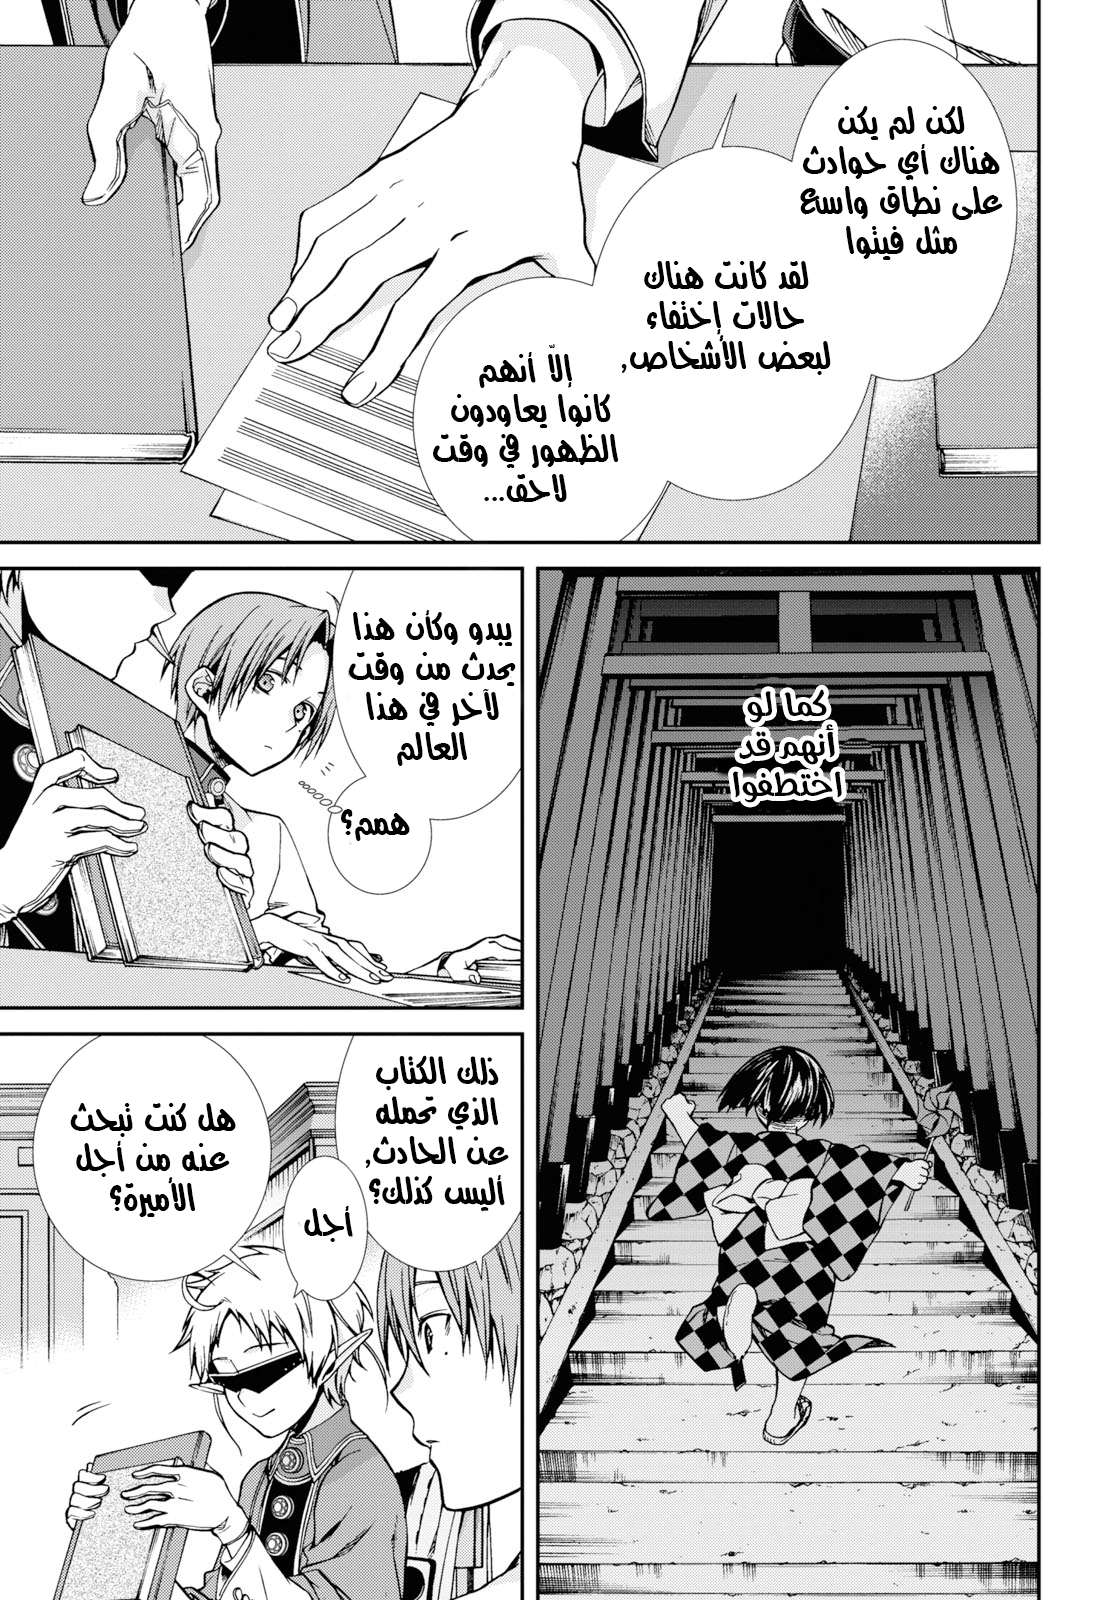 لكن لم يكن
هناك أي حوادث
على نطاق واسع
مثل فيتوا
لقد كانت هناك
حالات إختفاء
لبعض الأشخاص,
إلاّ أنهم
كانوا يعاودون
الظهور في وقت
لاحق...
كما لو
أنهم قد
اختطفوا
يبدو وكأن هذا
يحدث من وقت
لآخر في هذا
العالم
همم؟
ذلك الكتاب
الذي تحمله
عن الحادث,
أليس كذلك؟
أجل
هل كنت تبحث
عنه من أجل
الأميرة؟